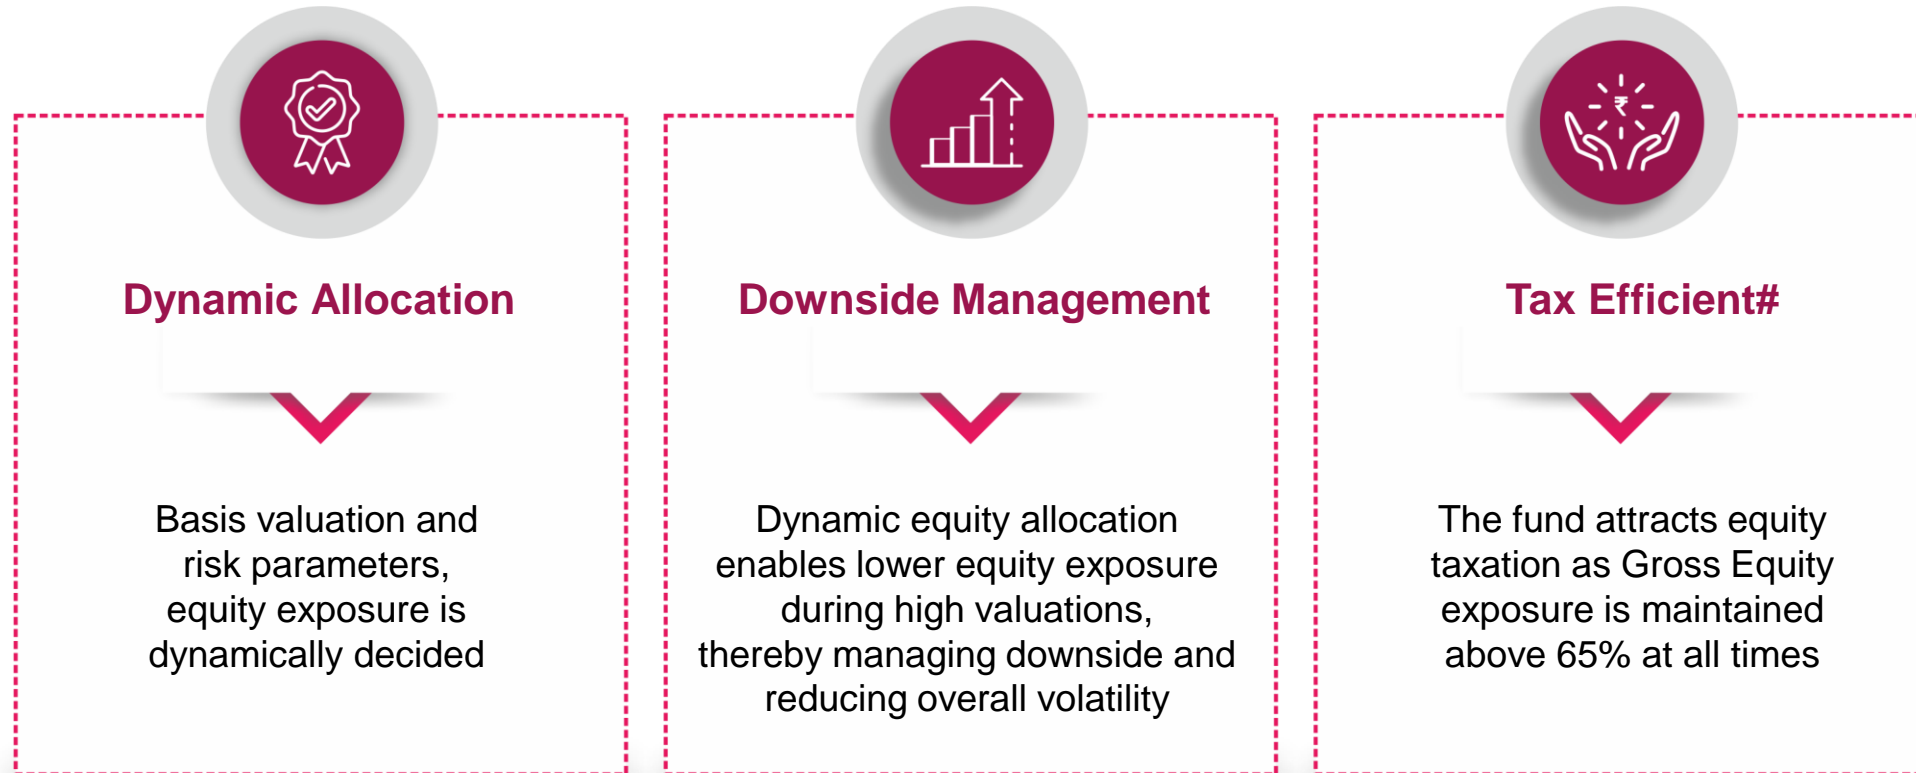 ₹
Dynamic Allocation
Basis valuation and
risk parameters,
equity exposure is
dynamically decided
Downside Management
Dynamic equity allocation
enables lower equity exposure
during high valuations,
thereby managing downside and
reducing overall volatility
Tax Efficient#
The fund attracts equity
taxation as Gross Equity
exposure is maintained
above 65% at all times